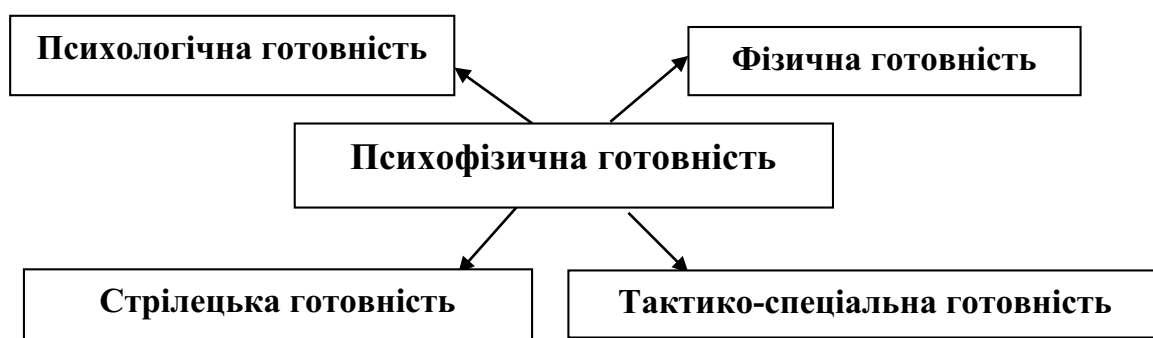 Психологічна готовність
Фізична готовність
Психофізична готовність
Стрілецька готовність
Тактико-спеціальна готовність